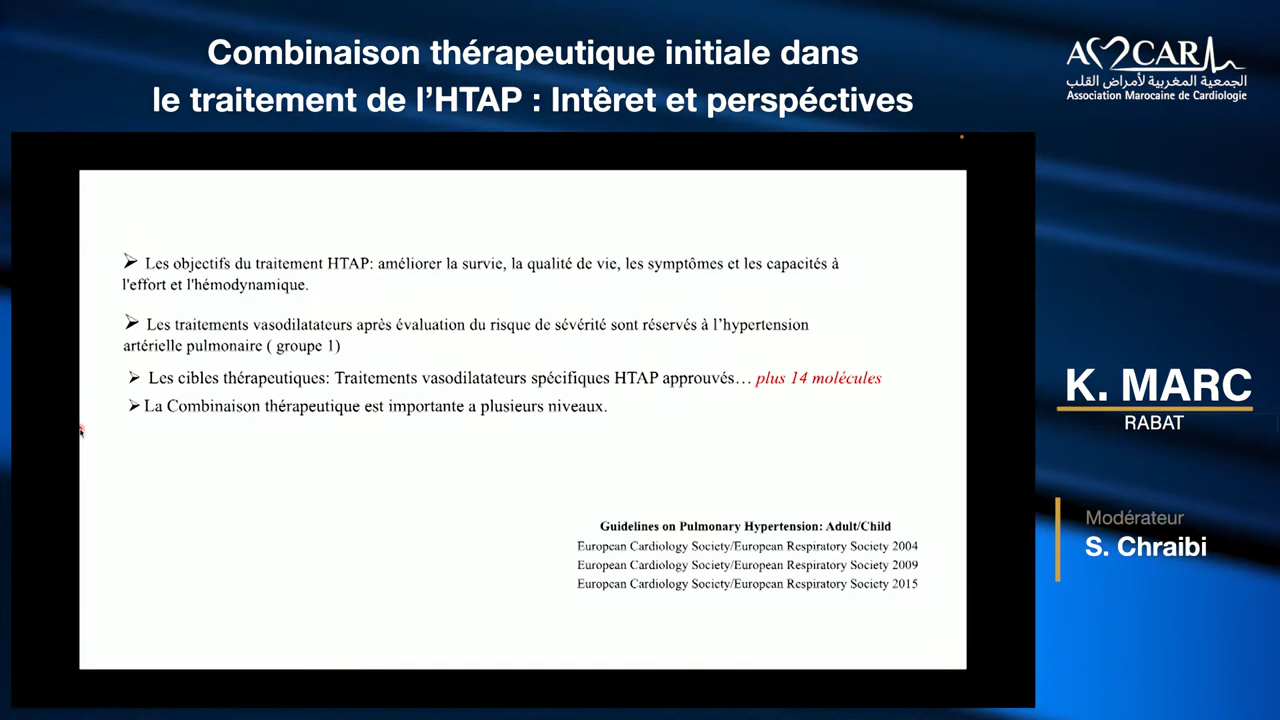 Combinaison thérapeutique initiale dans
le traitement de l'HTAP : Intêret et perspéctives
AM2CAR
الجمعية المغربية لأمراض القلب
Association Marocaine de Cardiologie
➢ Les objectifs du traitement HTAP: améliorer la survie, la qualité de vie, les symptômes et les capacités à
l'effort et l'hémodynamique.
➢ Les traitements vasodilatateurs après évaluation du risque de sévérité sont réservés à l'hypertension
artérielle pulmonaire ( groupe 1)
➢ Les cibles thérapeutiques: Traitements vasodilatateurs spécifiques HTAP approuvés… plus 14 molécules
➢ La Combinaison thérapeutique est importante a plusieurs niveaux.
Guidelines on Pulmonary Hypertension: Adult/Child
European Cardiology Society/European Respiratory Society 2004
European Cardiology Society/European Respiratory Society 2009
European Cardiology Society/European Respiratory Society 2015
K. MARC
RABAT
Modérateur
S. Chraibi